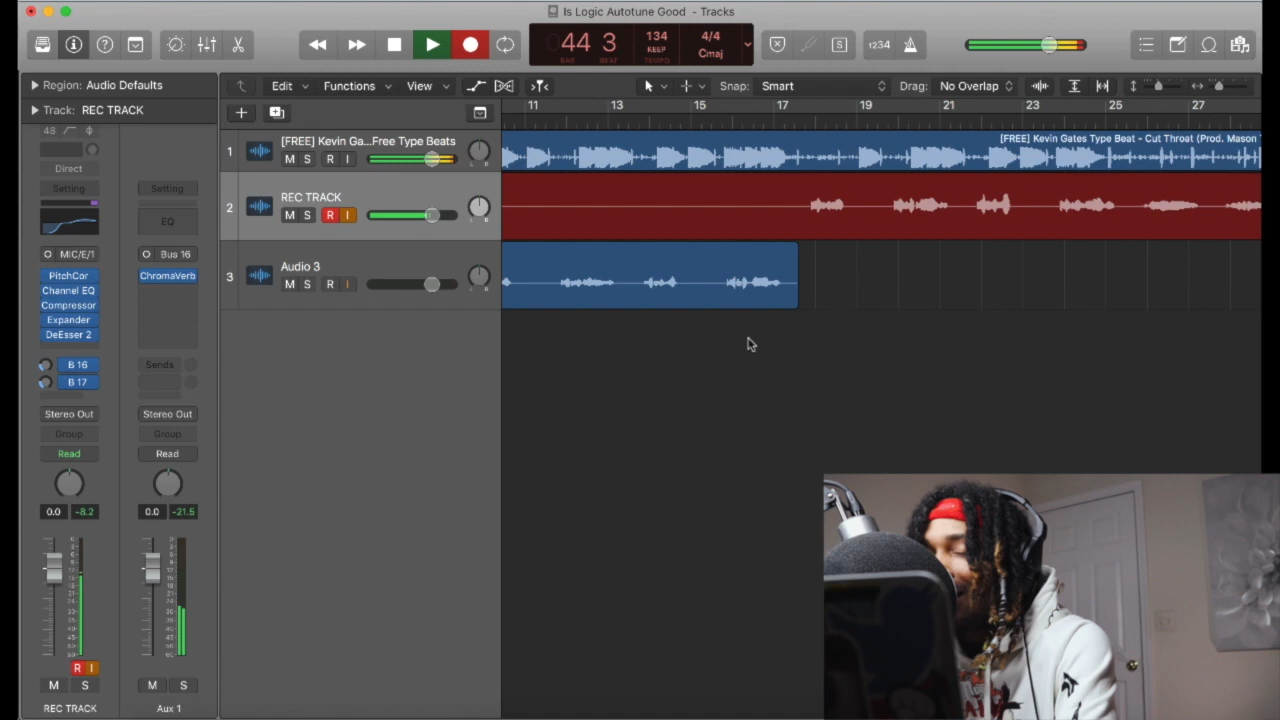 Is Logic Autotune Good - Tracks
44 3
BAR BEAT
134
KEEP
TEMPO
4/4
Cmaj
S
1234
Region: Audio Defaults
Track: REC TRACK
Edit
Functions
View
Snap: Smart
Drag: No Overlap
11 13 15 17 19 21 23 25 27
1
[FREE] Kevin Ga...Free Type Beats
M S R I
[FREE] Kevin Gates Type Beat - Cut Throat (Prod. Mason
2
REC TRACK
M S R I
3
Audio 3
M S R I
48
Direct
Setting
Setting
EQ
MIC/E/1
Bus 16
PitchCor
ChromaVerb
Channel EQ
Compressor
Expander
DeEsser 2
B 16
Sends
B 17
Stereo Out
Stereo Out
Group
Group
Read
Read
0.0 -8.2
0.0 -21.5
R I
M S
M S
REC TRACK
Aux 1